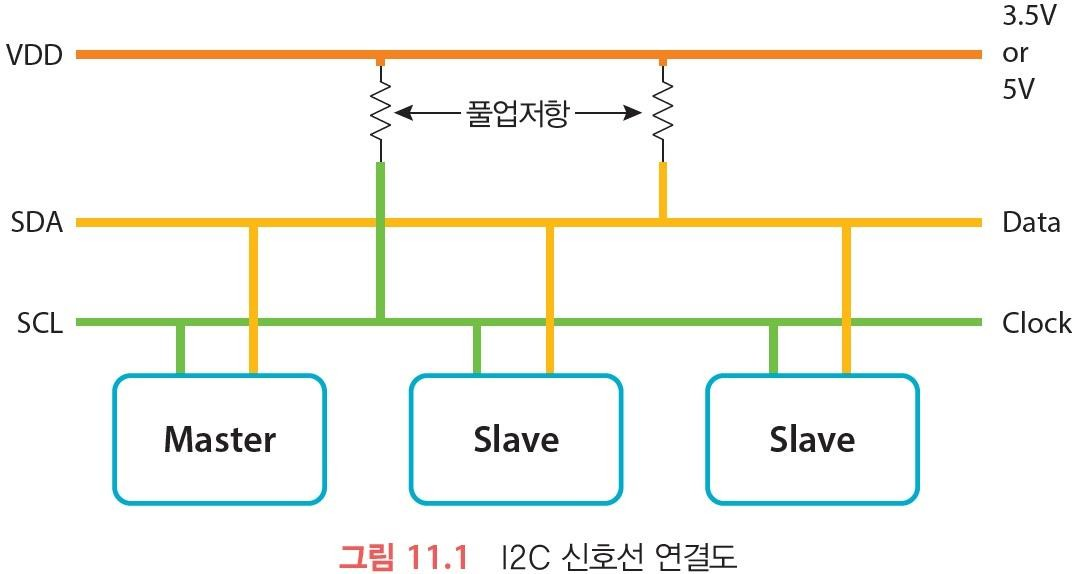 3.5V
VDD
or
5V
풀업저항
SDA
Data
SCL
Clock
Master
Slave
Slave
그림 11.1 I2C 신호선 연결도